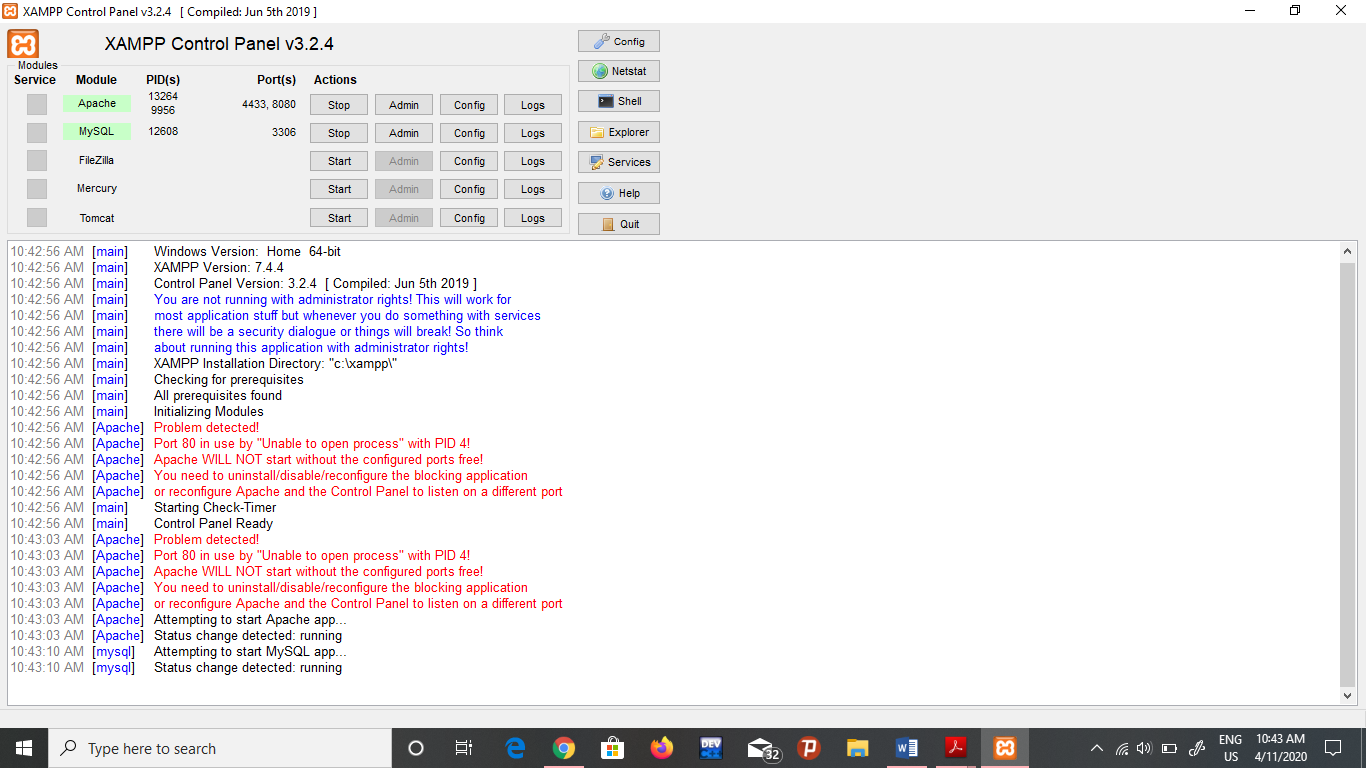 XAMPP Control Panel v3.2.4 [ Compiled: Jun 5th 2019 ]
XAMPP Control Panel v3.2.4
Config
Modules
Service Module PID(s) Port(s) Actions
Netstat
Apache 13264 9956 4433, 8080 Stop Admin Config Logs
Shell
MySQL 12608 3306 Stop Admin Config Logs
Explorer
FileZilla Start Admin Config Logs
Services
Mercury Start Admin Config Logs
Help
Tomcat Start Admin Config Logs
Quit
10:42:56 AM [main] Windows Version: Home 64-bit
10:42:56 AM [main] XAMPP Version: 7.4.4
10:42:56 AM [main] Control Panel Version: 3.2.4 [ Compiled: Jun 5th 2019 ]
10:42:56 AM [main] You are not running with administrator rights! This will work for
10:42:56 AM [main] most application stuff but whenever you do something with services
10:42:56 AM [main] there will be a security dialogue or things will break! So think
10:42:56 AM [main] about running this application with administrator rights!
10:42:56 AM [main] XAMPP Installation Directory: "c:\xampp\"
10:42:56 AM [main] Checking for prerequisites
10:42:56 AM [main] All prerequisites found
10:42:56 AM [main] Initializing Modules
10:42:56 AM [Apache] Problem detected!
10:42:56 AM [Apache] Port 80 in use by "Unable to open process" with PID 4!
10:42:56 AM [Apache] Apache WILL NOT start without the configured ports free!
10:42:56 AM [Apache] You need to uninstall/disable/reconfigure the blocking application
10:42:56 AM [Apache] or reconfigure Apache and the Control Panel to listen on a different port
10:42:56 AM [main] Starting Check-Timer
10:42:56 AM [main] Control Panel Ready
10:43:03 AM [Apache] Problem detected!
10:43:03 AM [Apache] Port 80 in use by "Unable to open process" with PID 4!
10:43:03 AM [Apache] Apache WILL NOT start without the configured ports free!
10:43:03 AM [Apache] You need to uninstall/disable/reconfigure the blocking application
10:43:03 AM [Apache] or reconfigure Apache and the Control Panel to listen on a different port
10:43:03 AM [Apache] Attempting to start Apache app...
10:43:03 AM [Apache] Status change detected: running
10:43:10 AM [mysql] Attempting to start MySQL app...
10:43:10 AM [mysql] Status change detected: running
Type here to search
DEV
32
ENG
US
10:43 AM
4/11/2020